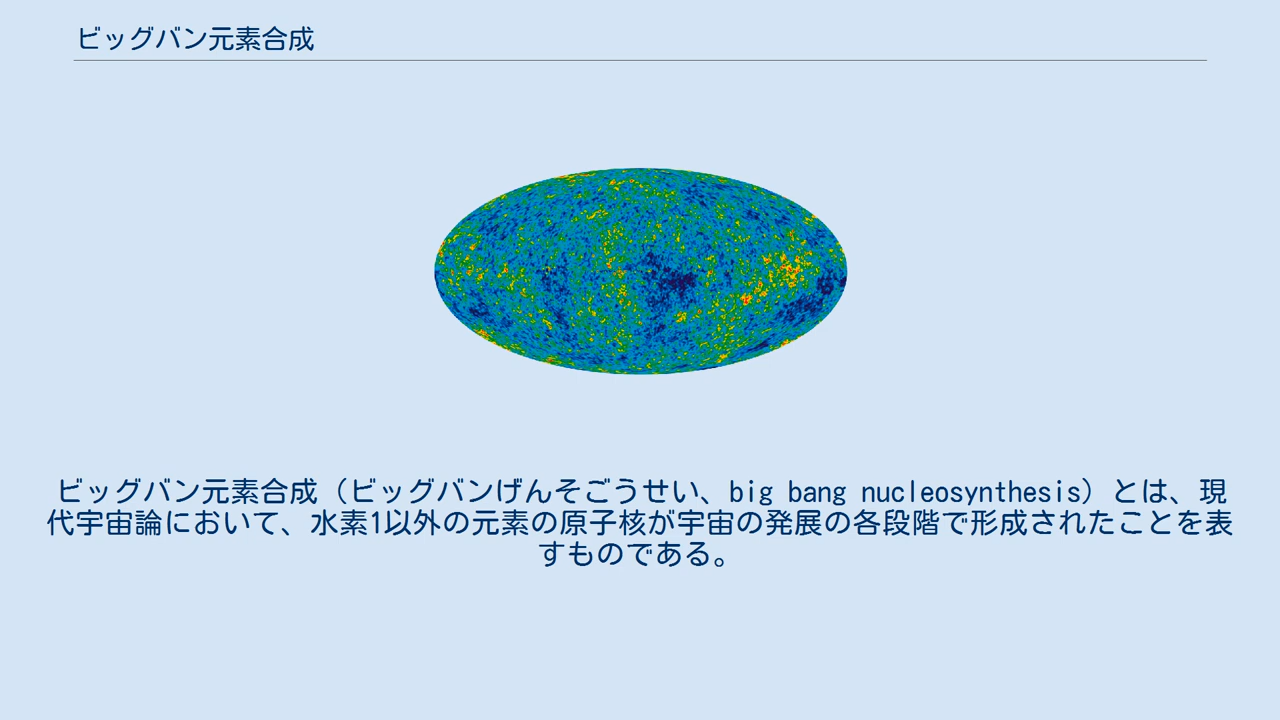 ビッグバン元素合成
ビッグバン元素合成（ビッグバンげんそごうせい、big bang nucleosynthesis）とは、現
代宇宙論において、水素1以外の元素の原子核が宇宙の発展の各段階で形成されたことを表
すものである。